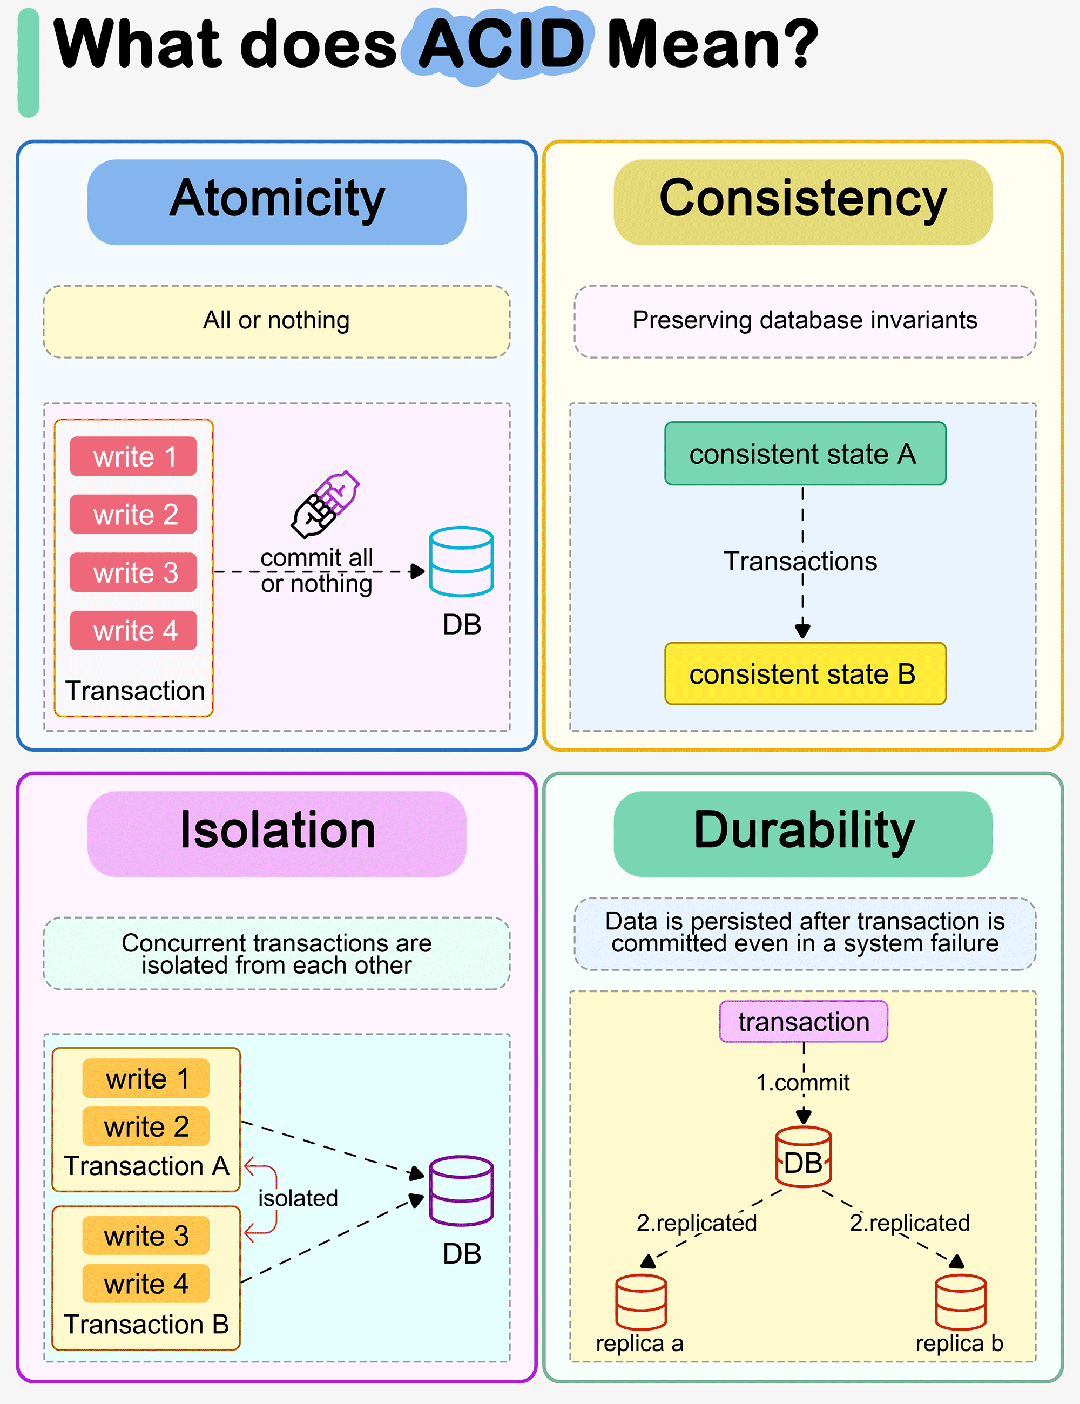 What does ACID Mean?
Atomicity
All or nothing
write 1
write 2
write 3
write 4
Transaction
commit all
or nothing
DB
Consistency
Preserving database invariants
consistent state A
Transactions
consistent state B
Isolation
Concurrent transactions are
isolated from each other
write 1
write 2
Transaction A
isolated
write 3
write 4
Transaction B
DB
Durability
Data is persisted after transaction is
committed even in a system failure
transaction
1.commit
DB
2.replicated
2.replicated
replica a
replica b